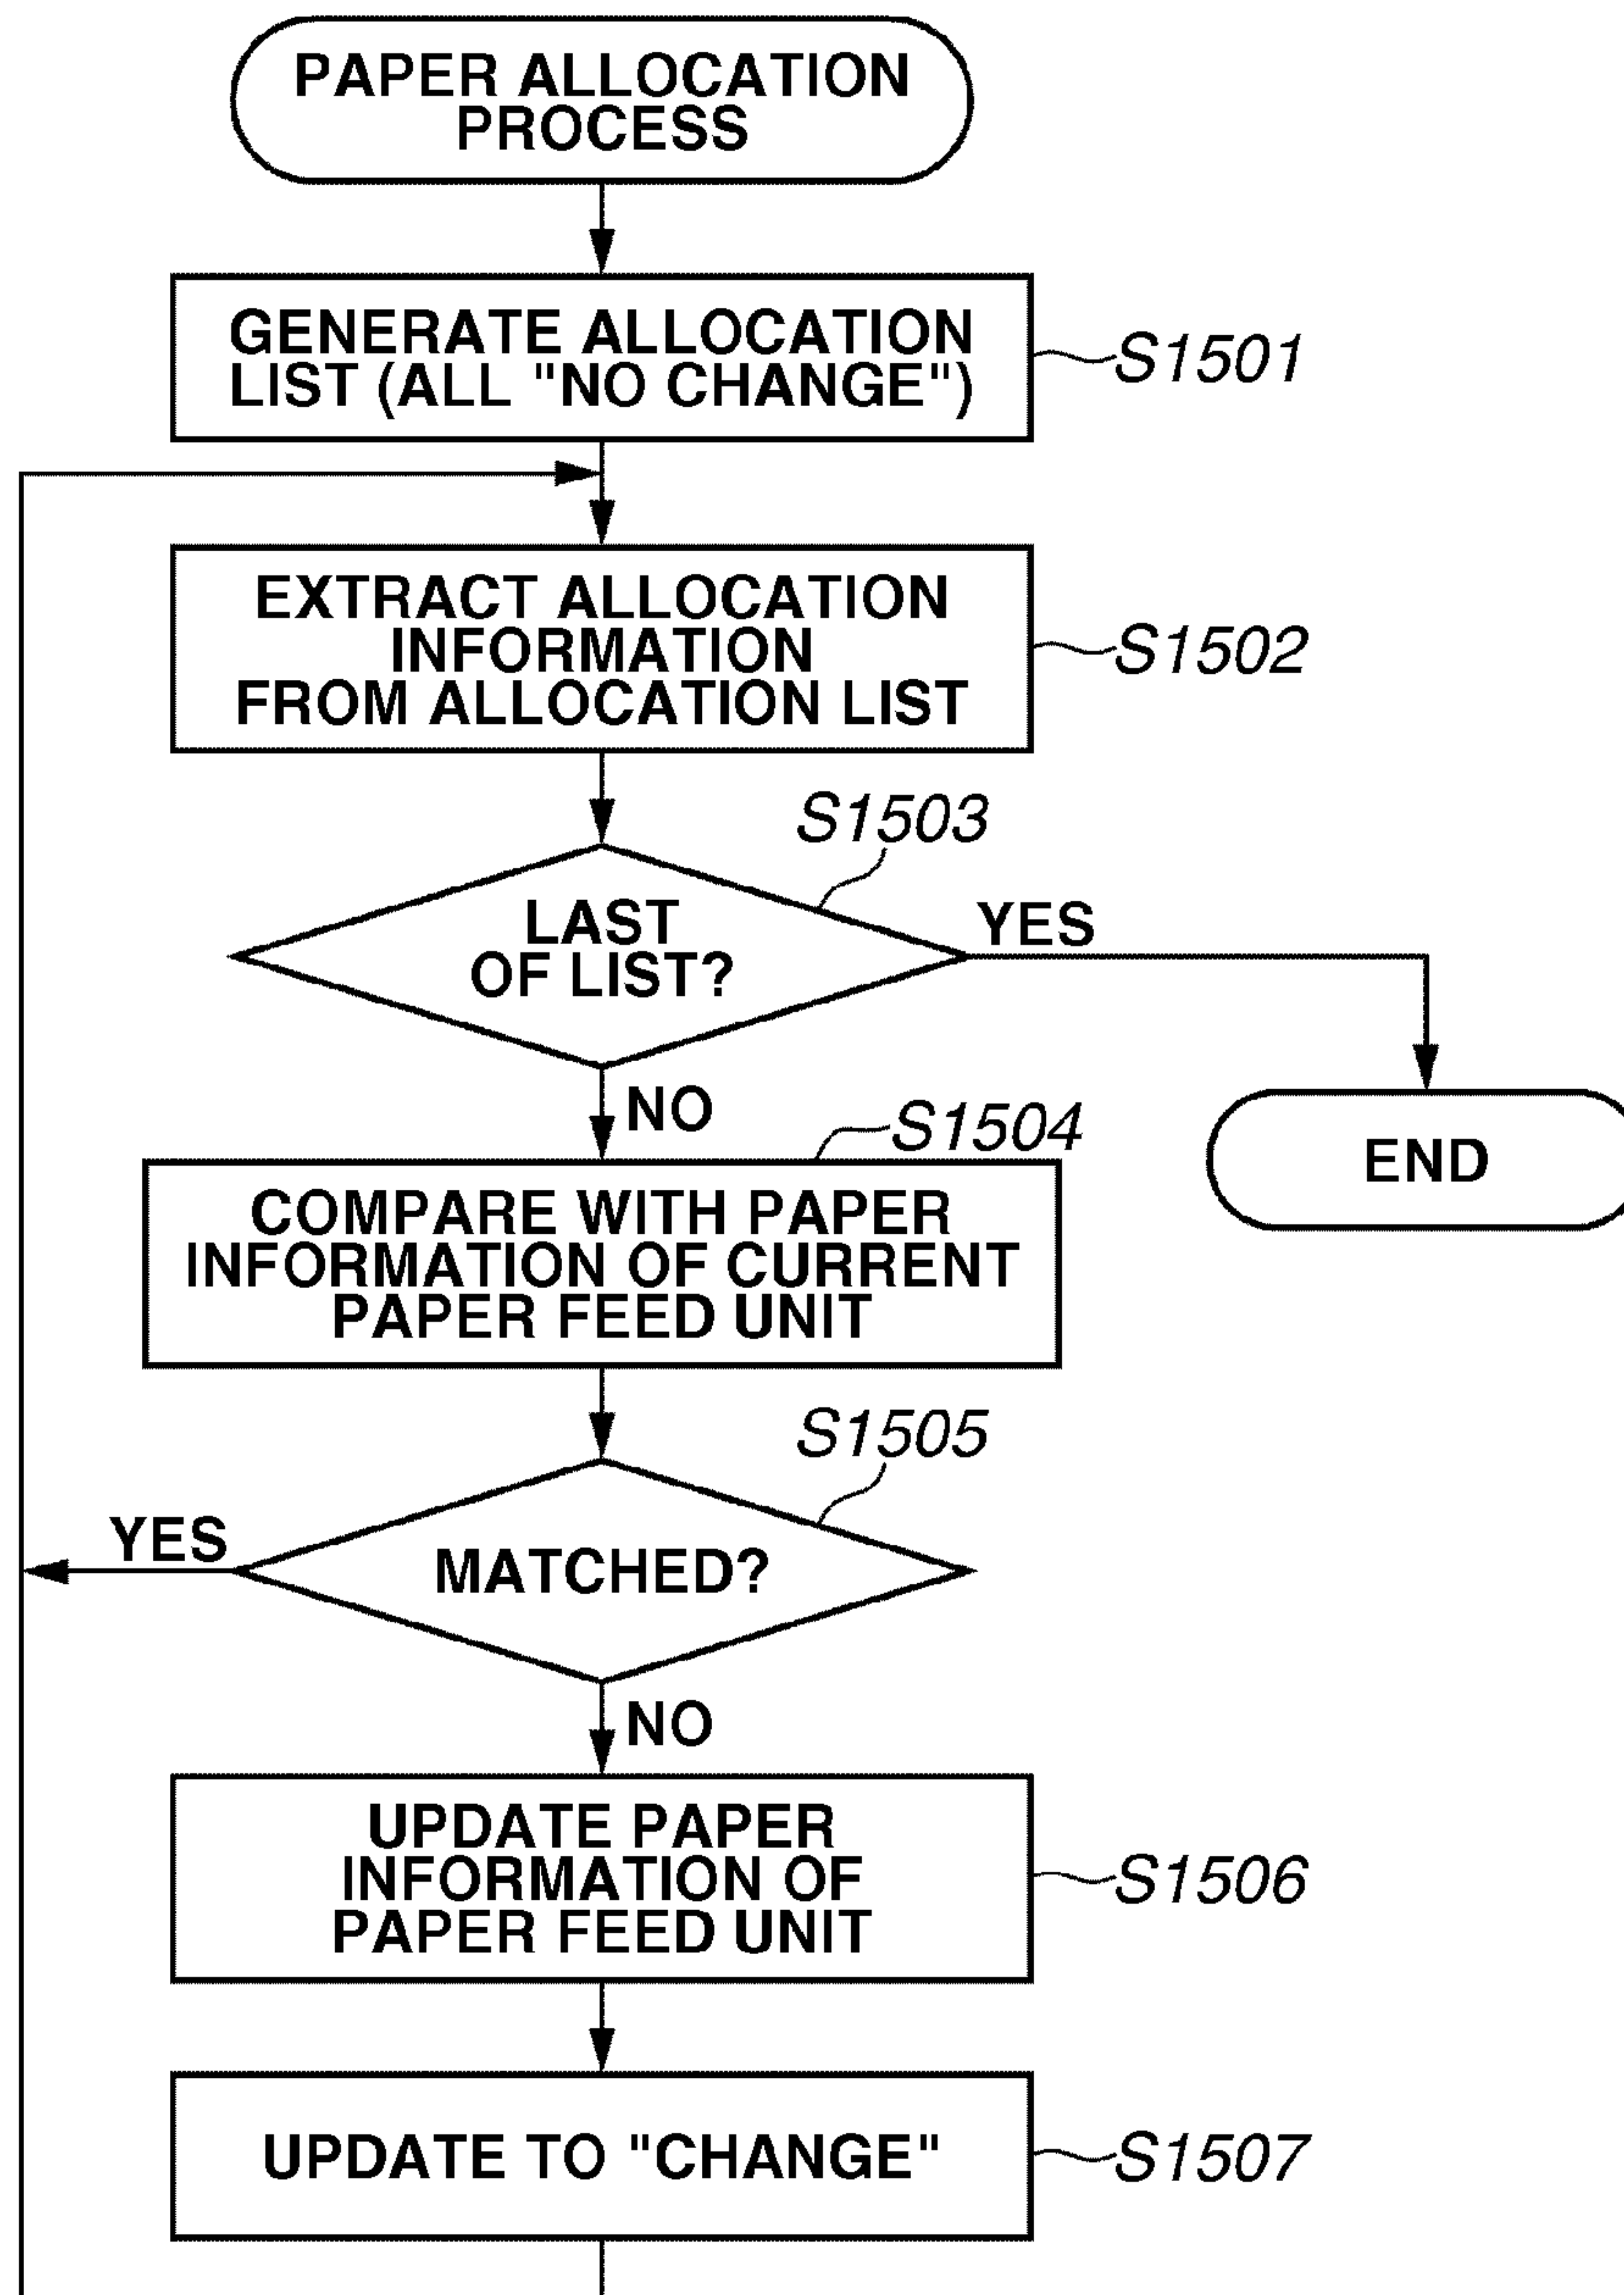 PAPER ALLOCATION
PROCESS
GENERATE ALLOCATION
LIST (ALL "NO CHANGE")
S1501
EXTRACT ALLOCATION
INFORMATION
FROM ALLOCATION LIST
S1502
S1503
LAST
OF LIST?
YES
NO
END
S1504
COMPARE WITH PAPER
INFORMATION OF CURRENT
PAPER FEED UNIT
S1505
YES
MATCHED?
NO
UPDATE PAPER
INFORMATION OF
PAPER FEED UNIT
S1506
UPDATE TO "CHANGE"
S1507